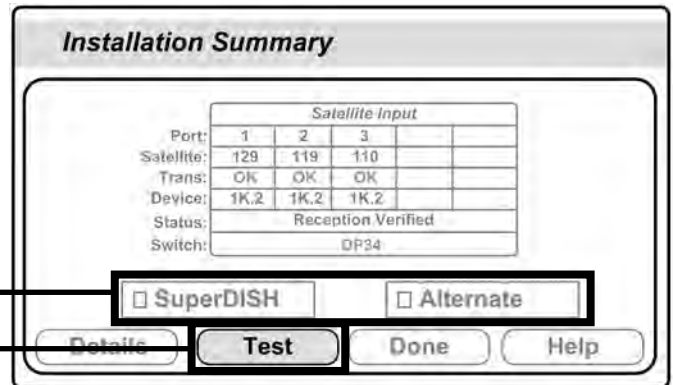 Installation Summary
Satellite Input
Port: 1 2 3
Satellite: 129 119 110
Trans: OK OK OK
Device: 1K.2 1K.2 1K.2
Status: Reception Verified
Switch: DP34
□ SuperDISH □ Alternate
Details Test Done Help